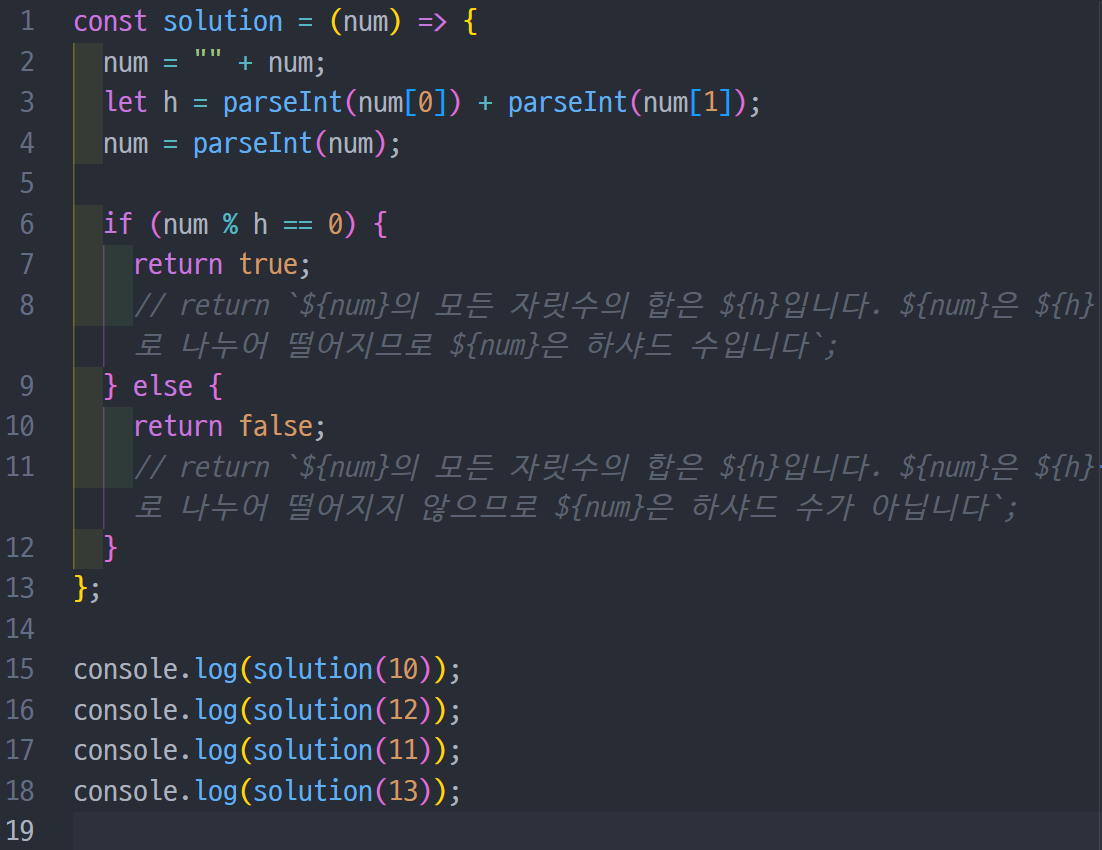 1 const solution = (num) => {
2 num = "" + num;
3 let h = parseInt(num[0]) + parseInt(num[1]);
4 num = parseInt(num);
5
6 if (num % h == 0) {
7 return true;
8 // return `${num}의 모든 자릿수의 합은 ${h}입니다. ${num}은 ${h}
로 나누어 떨어지므로 ${num}은 하샤드 수입니다`;
9 } else {
10 return false;
11 // return `${num}의 모든 자릿수의 합은 ${h}입니다. ${num}은 ${h}
로 나누어 떨어지지 않으므로 ${num}은 하샤드 수가 아닙니다`;
12 }
13 };
14
15 console.log(solution(10));
16 console.log(solution(12));
17 console.log(solution(11));
18 console.log(solution(13));
19